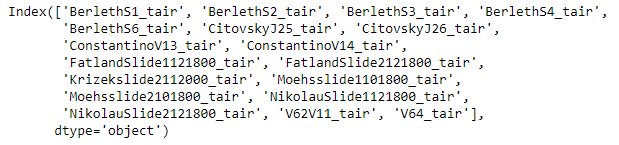 Index(['BerlethS1_tair', 'BerlethS2_tair', 'BerlethS3_tair', 'BerlethS4_tair',
'BerlethS6_tair', 'CitovskyJ25_tair', 'CitovskyJ26_tair',
'ConstantinoV13_tair', 'ConstantinoV14_tair',
'FatlandSlide1121800_tair', 'FatlandSlide2121800_tair',
'Krizekslide2112000_tair', 'Moehsslide1101800_tair',
'Moehsslide2101800_tair', 'NikolauSlide1121800_tair',
'NikolauSlide2121800_tair', 'V62V11_tair', 'V64_tair'],
dtype='object')